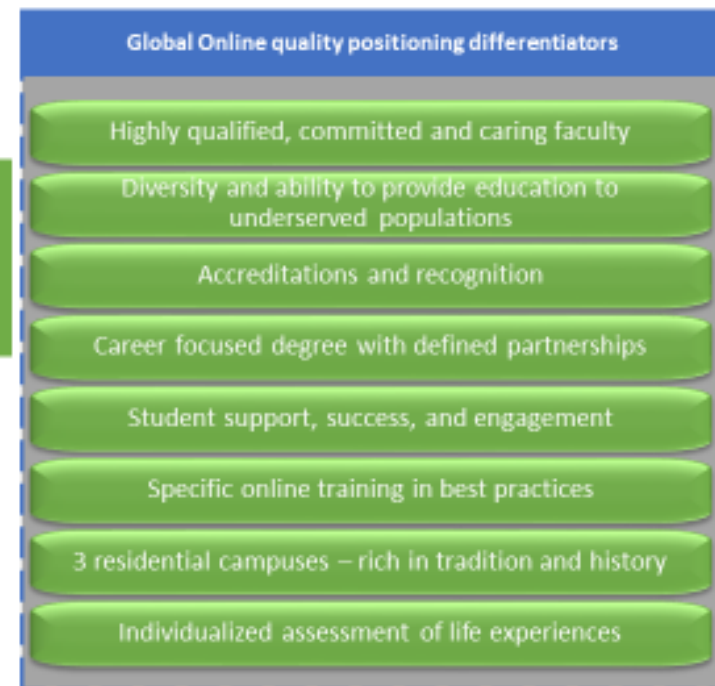 Global Online quality positioning differentiators
Highly qualified, committed and caring faculty
Diversity and ability to provide education to
underserved populations
Accreditations and recognition
Career focused degree with defined partnerships
Student support, success, and engagement
Specific online training in best practices
3 residential campuses – rich in tradition and history
Individualized assessment of life experiences